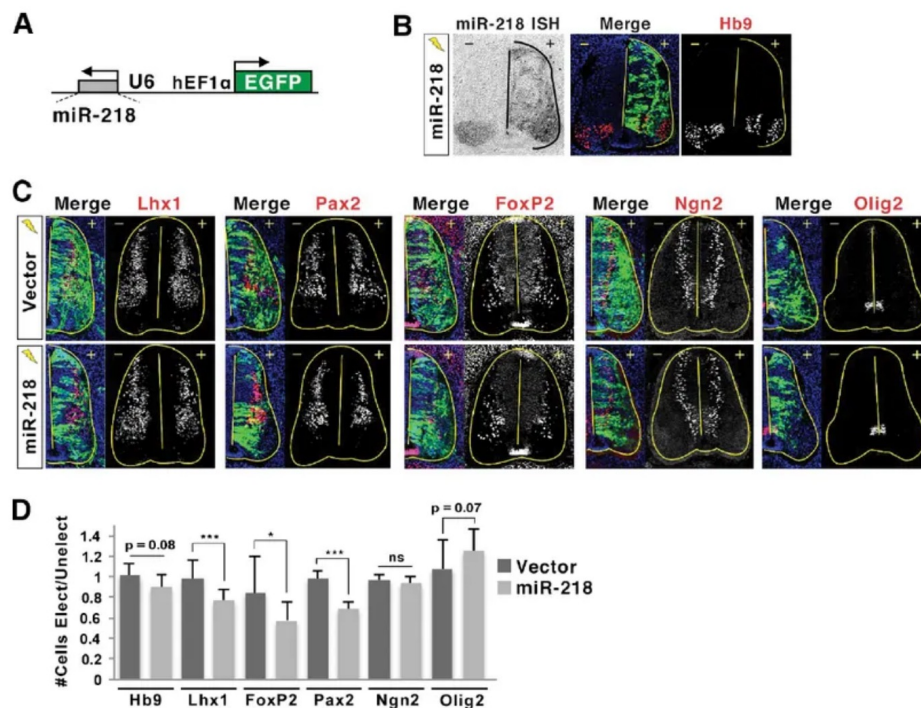 A
U6 hEF1α EGFP
miR-218
B
miR-218 ISH Merge Hb9
- + - + - +
miR-218
C
Merge Lhx1 Merge Pax2 Merge FoxP2 Merge Ngn2 Merge Olig2
+ - + + - + + - + + - + + - +
Vector
+ - + + - + + - + + - + + - +
miR-218
D
#Cells Elect/Unelect
1.4
1.2
1
0.8
0.6
0.4
0.2
0
p = 0.08 *** * *** ns p = 0.07
Hb9 Lhx1 FoxP2 Pax2 Ngn2 Olig2
Vector
miR-218